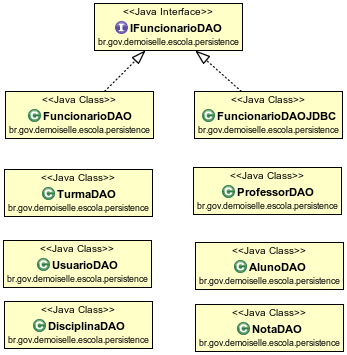 <<Java Interface>>
I IFuncionarioDAO
br.gov.demoiselle.escola.persistence
<<Java Class>>
C FuncionarioDAO
br.gov.demoiselle.escola.persistence
<<Java Class>>
C FuncionarioDAOJDBC
br.gov.demoiselle.escola.persistence
<<Java Class>>
C TurmaDAO
br.gov.demoiselle.escola.persistence
<<Java Class>>
C ProfessorDAO
br.gov.demoiselle.escola.persistence
<<Java Class>>
C UsuarioDAO
br.gov.demoiselle.escola.persistence
<<Java Class>>
C AlunoDAO
br.gov.demoiselle.escola.persistence
<<Java Class>>
C DisciplinaDAO
br.gov.demoiselle.escola.persistence
<<Java Class>>
C NotaDAO
br.gov.demoiselle.escola.persistence